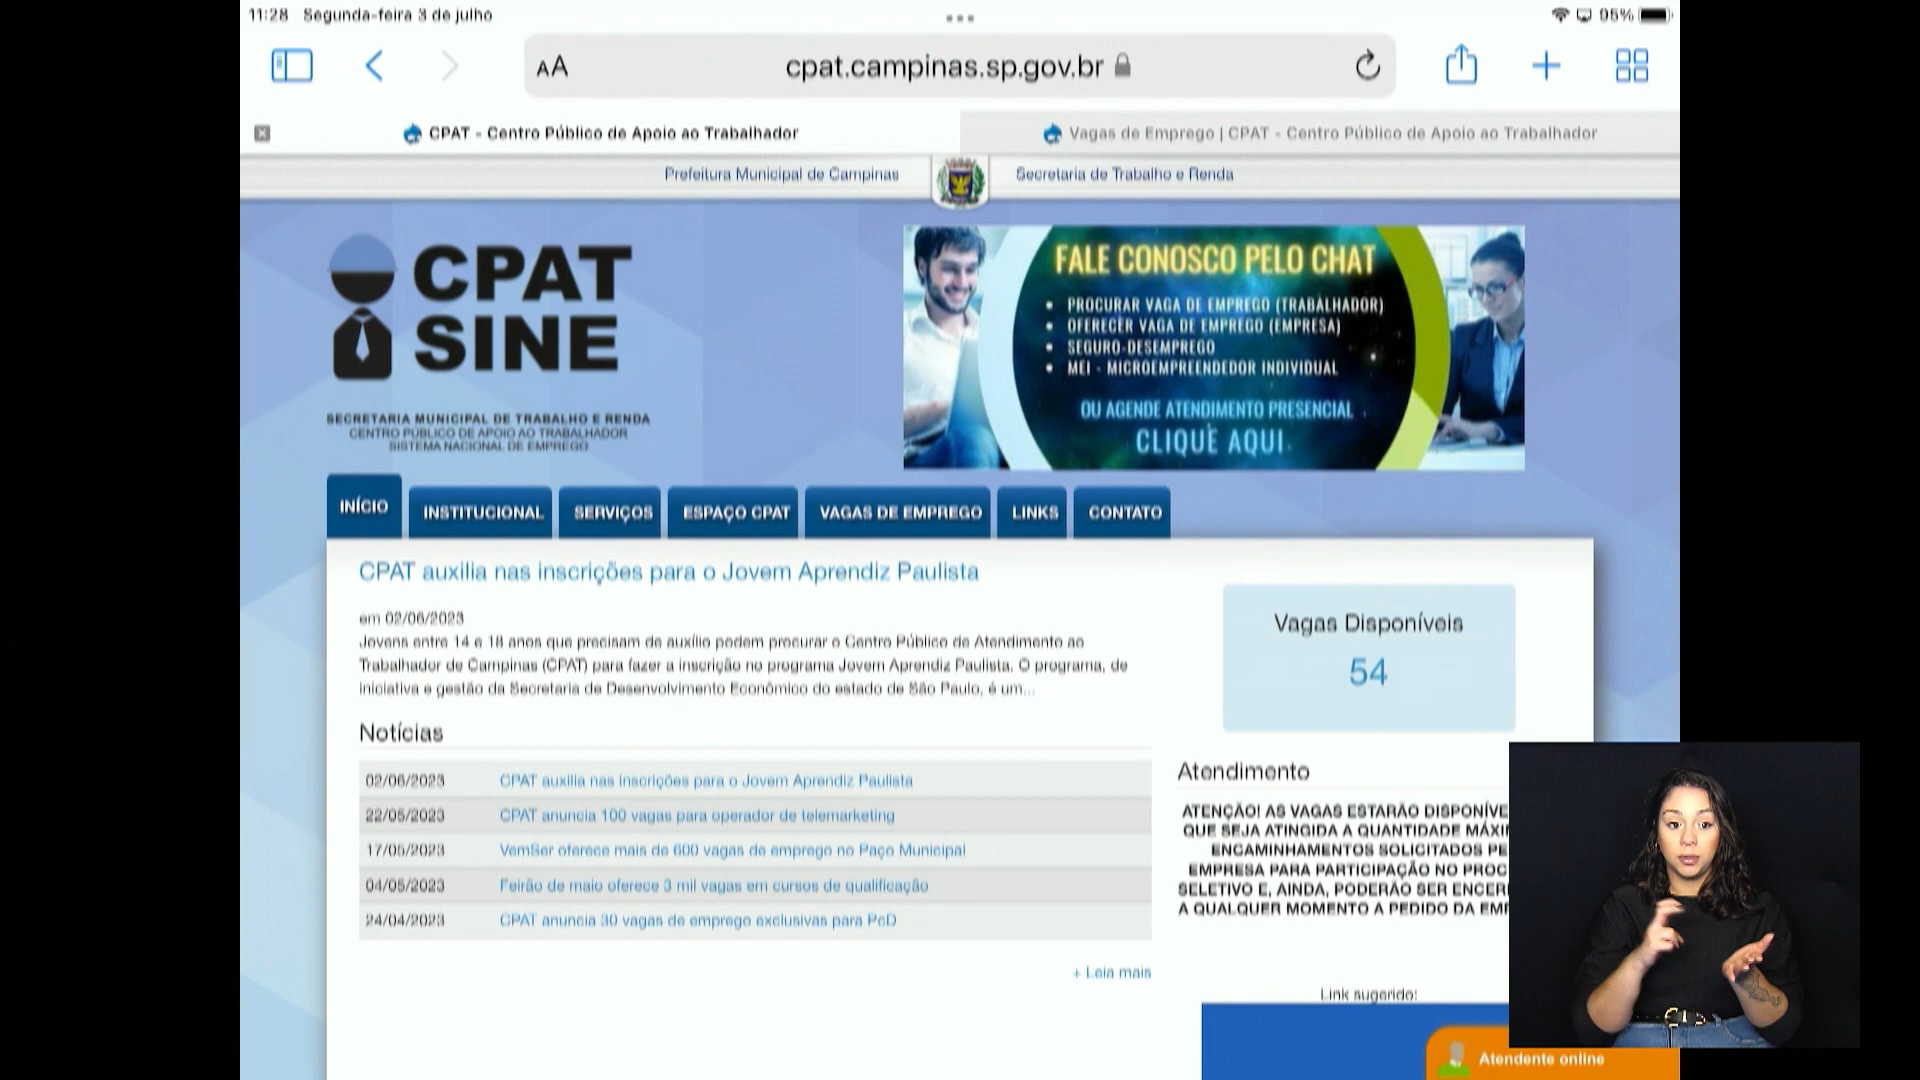 11:28 Segunda-feira 3 de julho
95%
AA
cpat.campinas.sp.gov.br
CPAT - Centro Público de Apoio ao Trabalhador
Vagas de Emprego | CPAT - Centro Público de Apoio ao Trabalhador
Prefeitura Municipal de Campinas
Secretaria de Trabalho e Renda
CPAT
SINE
SECRETARIA MUNICIPAL DE TRABALHO E RENDA
CENTRO PÚBLICO DE APOIO AO TRABALHADOR
SISTEMA NACIONAL DE EMPREGO
FALE CONOSCO PELO CHAT
• PROCURAR VAGA DE EMPREGO (TRABALHADOR)
• OFERECER VAGA DE EMPREGO (EMPRESA)
• SEGURO-DESEMPREGO
• MEI - MICROEMPREENDEDOR INDIVIDUAL
OU AGENDE ATENDIMENTO PRESENCIAL
CLIQUE AQUI
INÍCIO
INSTITUCIONAL
SERVIÇOS
ESPAÇO CPAT
VAGAS DE EMPREGO
LINKS
CONTATO
CPAT auxilia nas inscrições para o Jovem Aprendiz Paulista
em 02/06/2023
Jovens entre 14 e 18 anos que precisam de auxílio podem procurar o Centro Público de Atendimento ao
Trabalhador de Campinas (CPAT) para fazer a inscrição no programa Jovem Aprendiz Paulista. O programa, de
iniciativa e gestão da Secretaria de Desenvolvimento Econômico do estado de São Paulo, é um...
Notícias
02/06/2023 CPAT auxilia nas inscrições para o Jovem Aprendiz Paulista
22/05/2023 CPAT anuncia 100 vagas para operador de telemarketing
17/05/2023 VemSer oferece mais de 600 vagas de emprego no Paço Municipal
04/05/2023 Feirão de maio oferece 3 mil vagas em cursos de qualificação
24/04/2023 CPAT anuncia 30 vagas de emprego exclusivas para PcD
+ Leia mais
Vagas Disponíveis
54
Atendimento
ATENÇÃO! AS VAGAS ESTARÃO DISPONÍVE
QUE SEJA ATINGIDA A QUANTIDADE MÁXI
ENCAMINHAMENTOS SOLICITADOS PE
EMPRESA PARA PARTICIPAÇÃO NO PROC
SELETIVO E, AINDA, PODERÃO SER ENCER
A QUALQUER MOMENTO A PEDIDO DA EMP
Link sugerido:
Atendente online